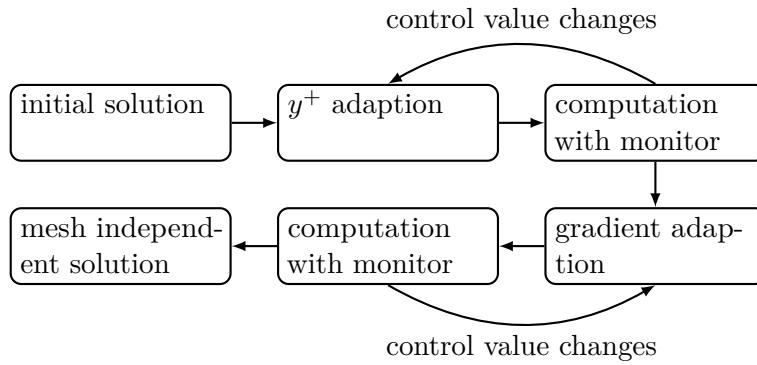 control value changes
initial solution
y⁺ adaption
computation
with monitor
mesh independ-
ent solution
computation
with monitor
gradient adap-
tion
control value changes